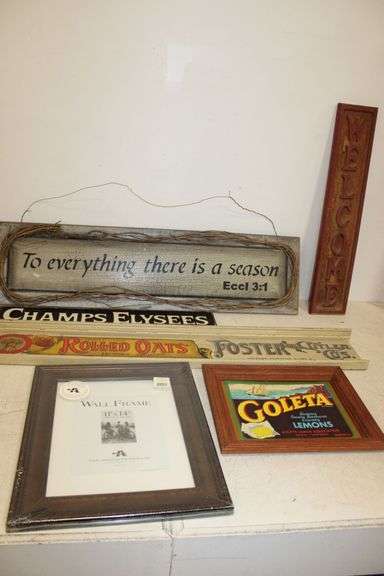 WELCOME
To everything there is a season
Eccl 3:1
CHAMPS ELYSEES
ROLLED OATS
FOSTER
WALL FRAME
11"x14"
GOLETA
LEMONS